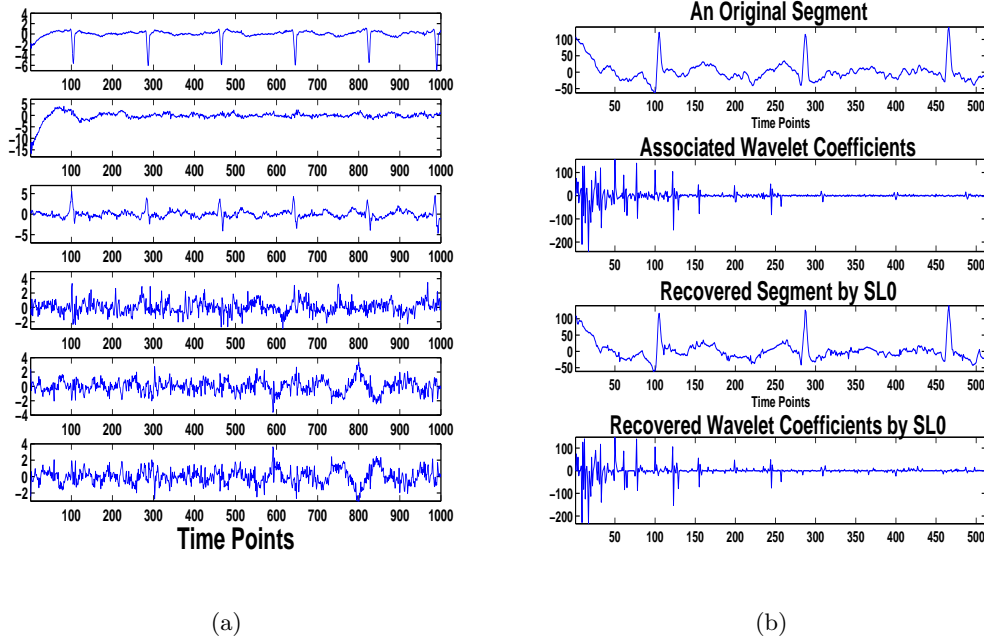 4
2
0
−2
−4
−6
100 200 300 400 500 600 700 800 900 1000
5
0
−5
−10
−15
100 200 300 400 500 600 700 800 900 1000
5
0
−5
100 200 300 400 500 600 700 800 900 1000
4
2
0
−2
100 200 300 400 500 600 700 800 900 1000
4
2
0
−2
−4
100 200 300 400 500 600 700 800 900 1000
4
2
0
−2
100 200 300 400 500 600 700 800 900 1000
Time Points
(a)
An Original Segment
100
50
0
−50
50 100 150 200 250 300 350 400 450 500
Time Points
Associated Wavelet Coefficients
100
0
−100
−200
50 100 150 200 250 300 350 400 450 500
Recovered Segment by SL0
100
50
0
−50
50 100 150 200 250 300 350 400 450 500
Time Points
Recovered Wavelet Coefficients by SL0
100
0
−100
−200
50 100 150 200 250 300 350 400 450 500
(b)